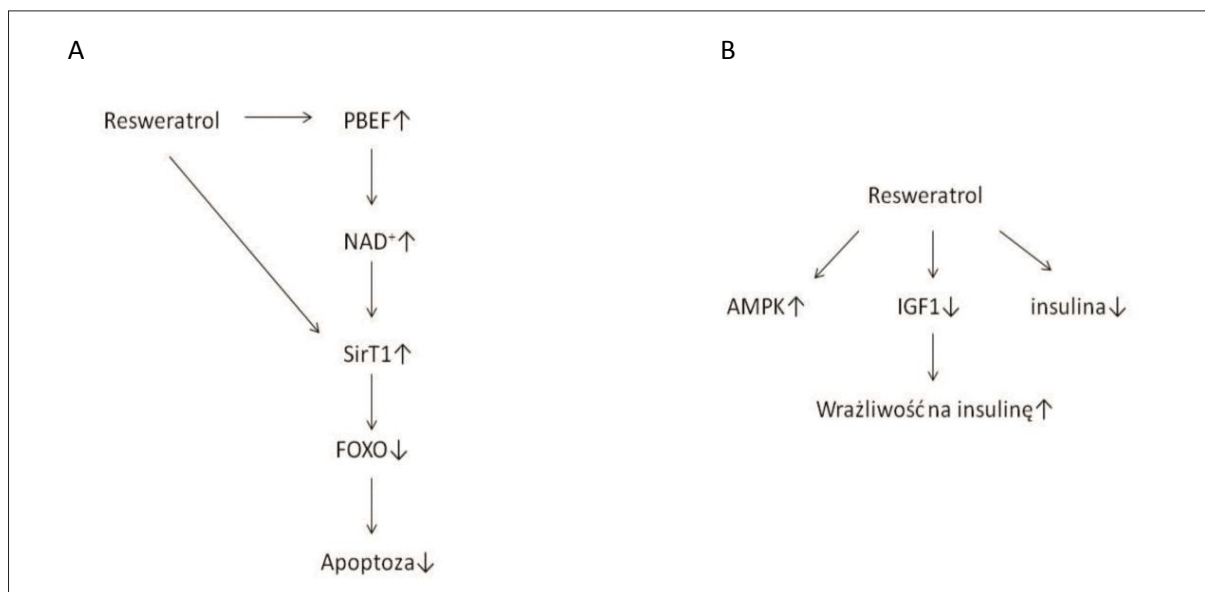 A
Resweratrol
PBEF↑
NAD⁺↑
SirT1↑
FOXO↓
Apoptoza↓
B
Resweratrol
AMPK↑
IGF1↓
insulina↓
Wrażliwość na insulinę↑